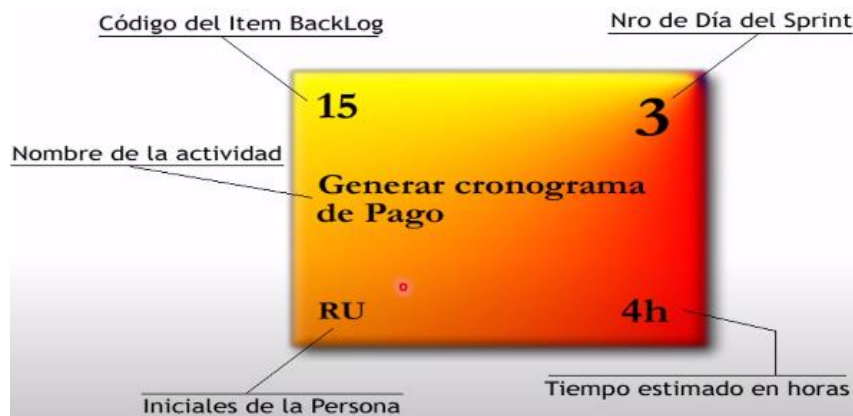 Código del Item BackLog
Nro de Día del Sprint
15
3
Nombre de la actividad
Generar cronograma
de Pago
RU
4h
Tiempo estimado en horas
Iniciales de la Persona